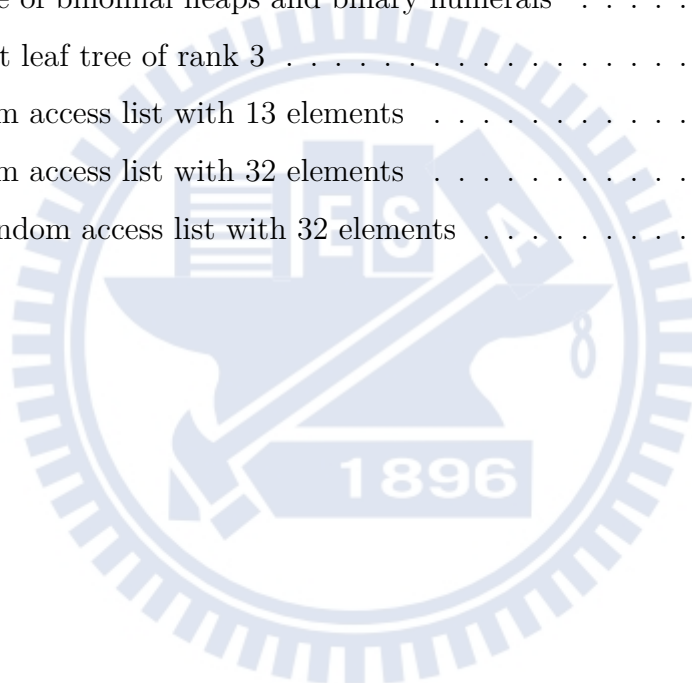 e of binomial heaps and binary numerals . . . . .
t leaf tree of rank 3 . . . . . . . . . . . . . . . . .
m access list with 13 elements . . . . . . . . . . .
m access list with 32 elements . . . . . . . . . . .
ndom access list with 32 elements . . . . . . . . .
E S A
1896